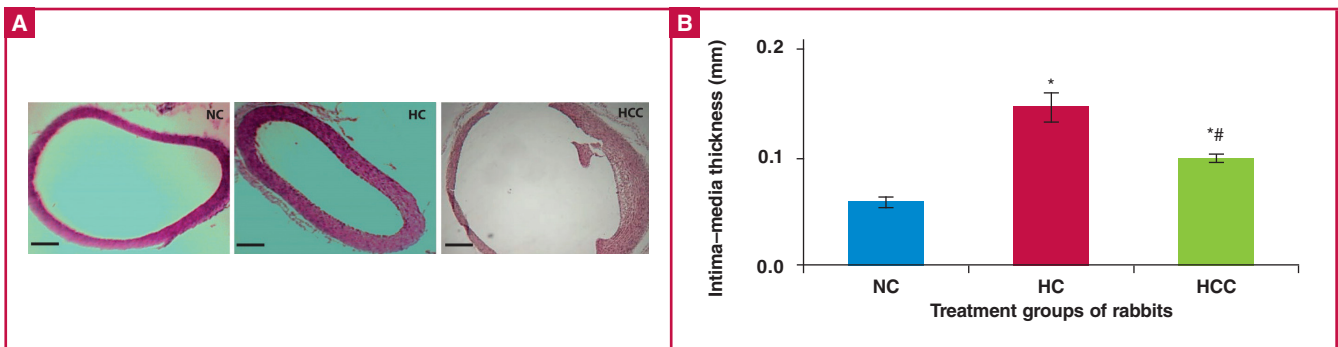 A
NC
HC
HCC
B
Intima–media thickness (mm)
0.2
0.1
0.0
*
*#
NC HC HCC
Treatment groups of rabbits